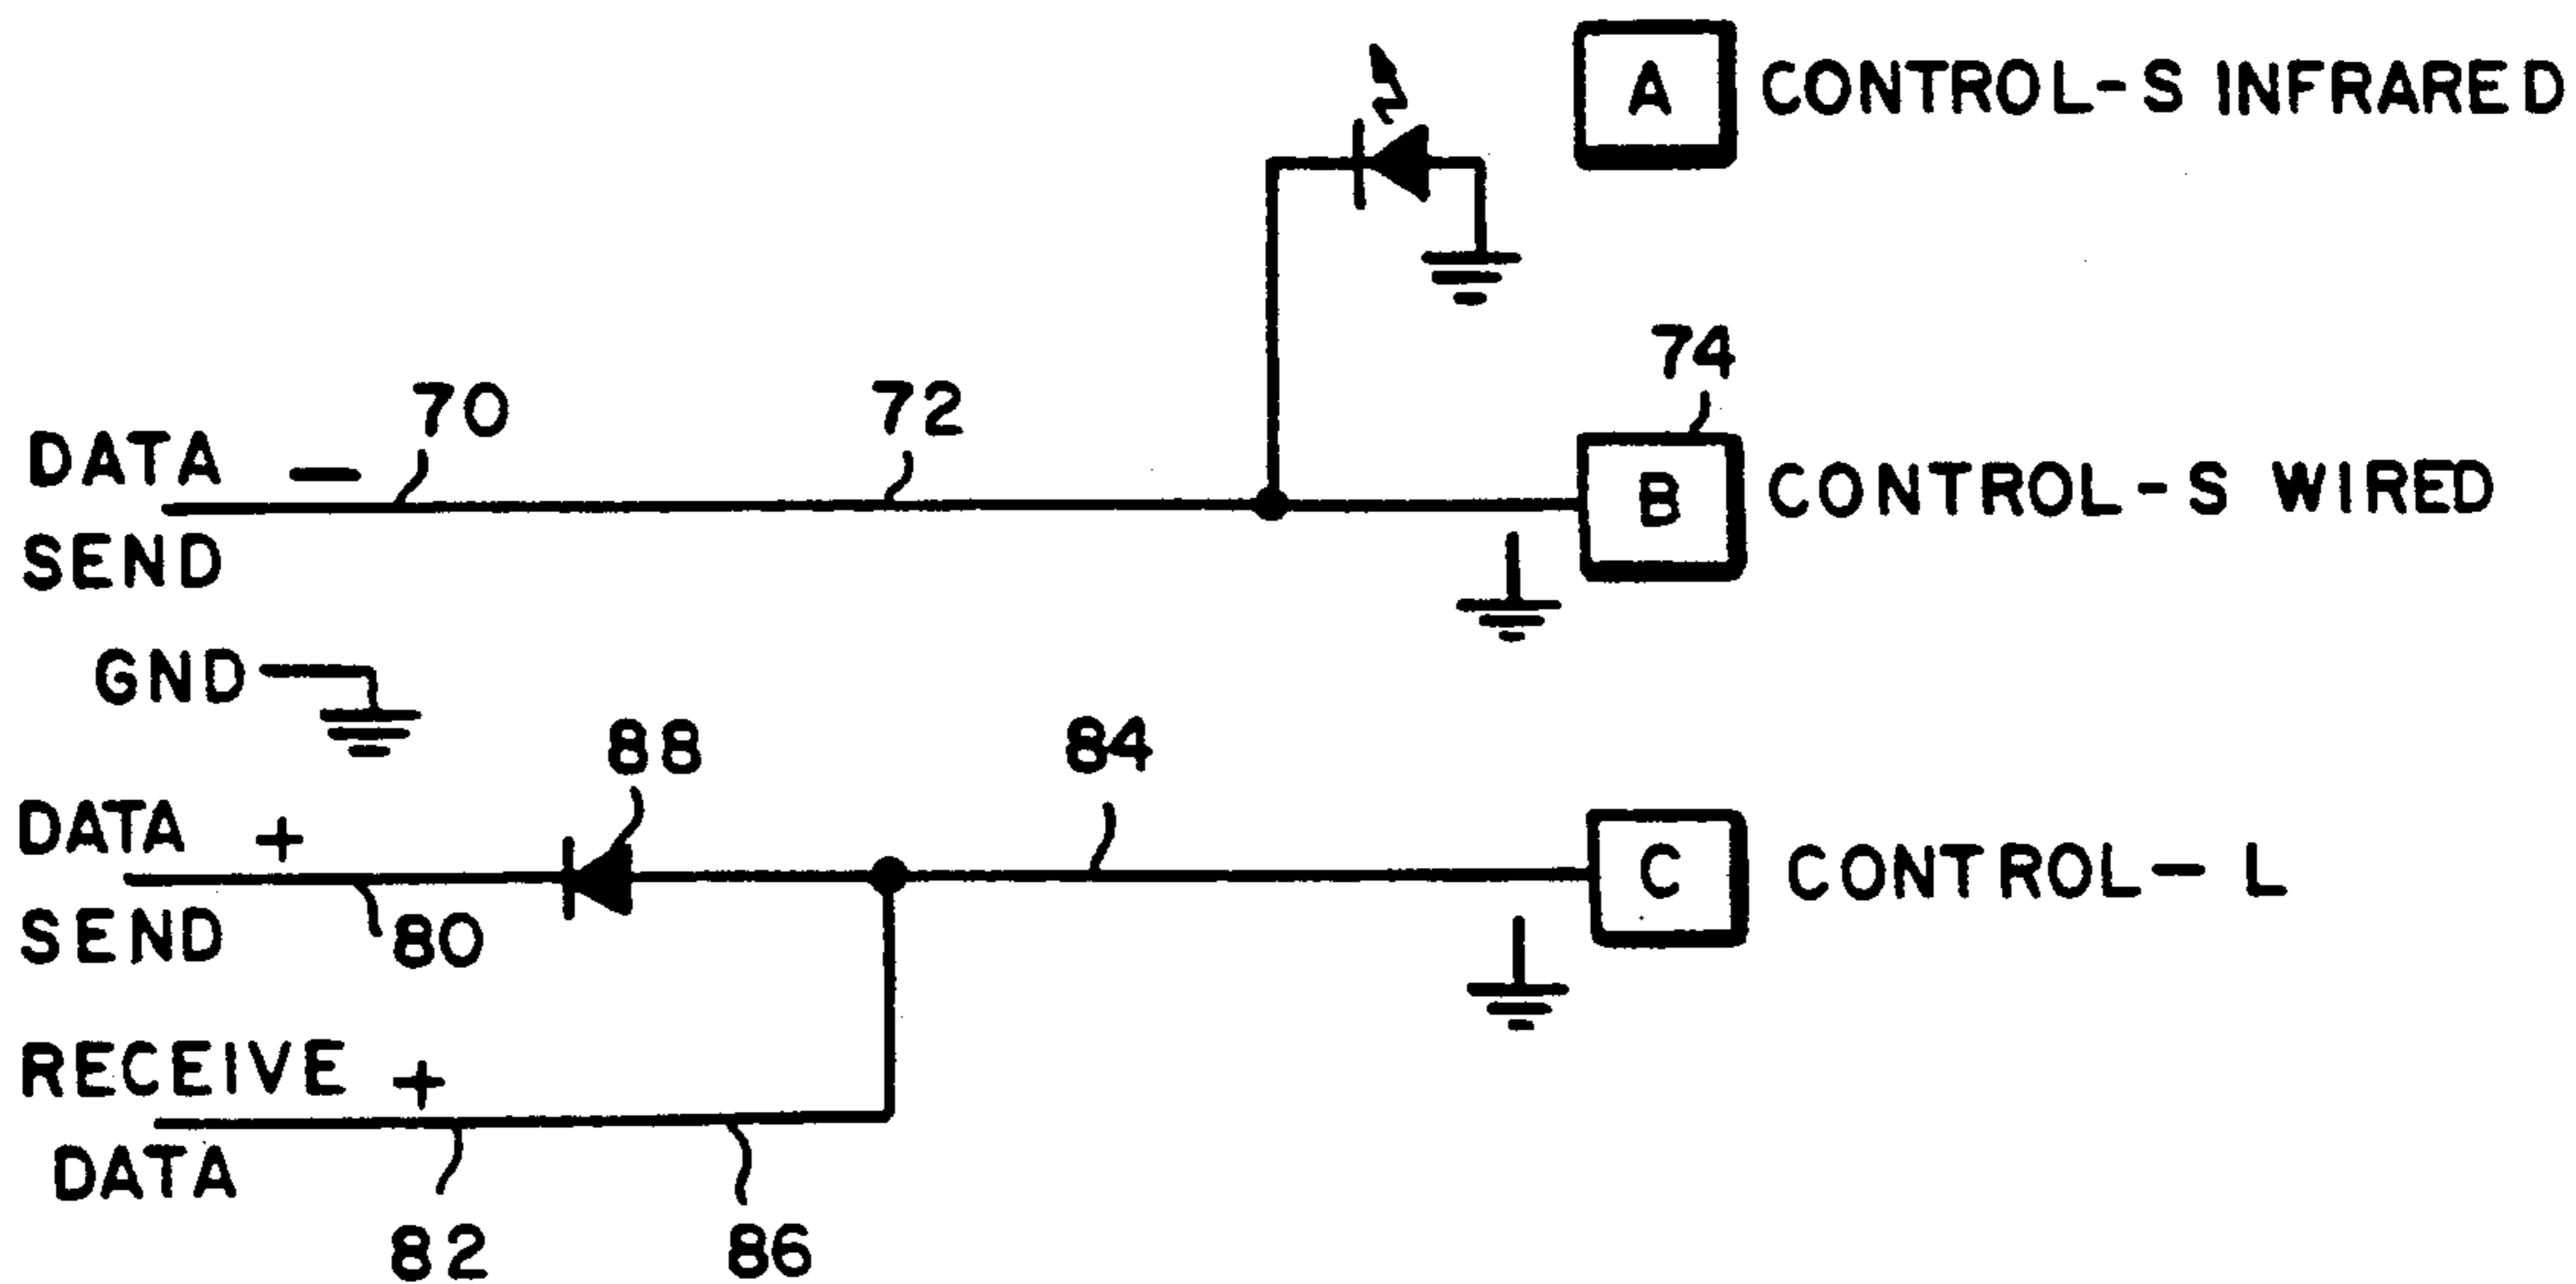 A CONTROL-S INFRARED
74
70
72
DATA −
SEND
B CONTROL-S WIRED
GND
88
84
DATA +
SEND
80
C CONTROL-L
RECEIVE +
DATA
82
86